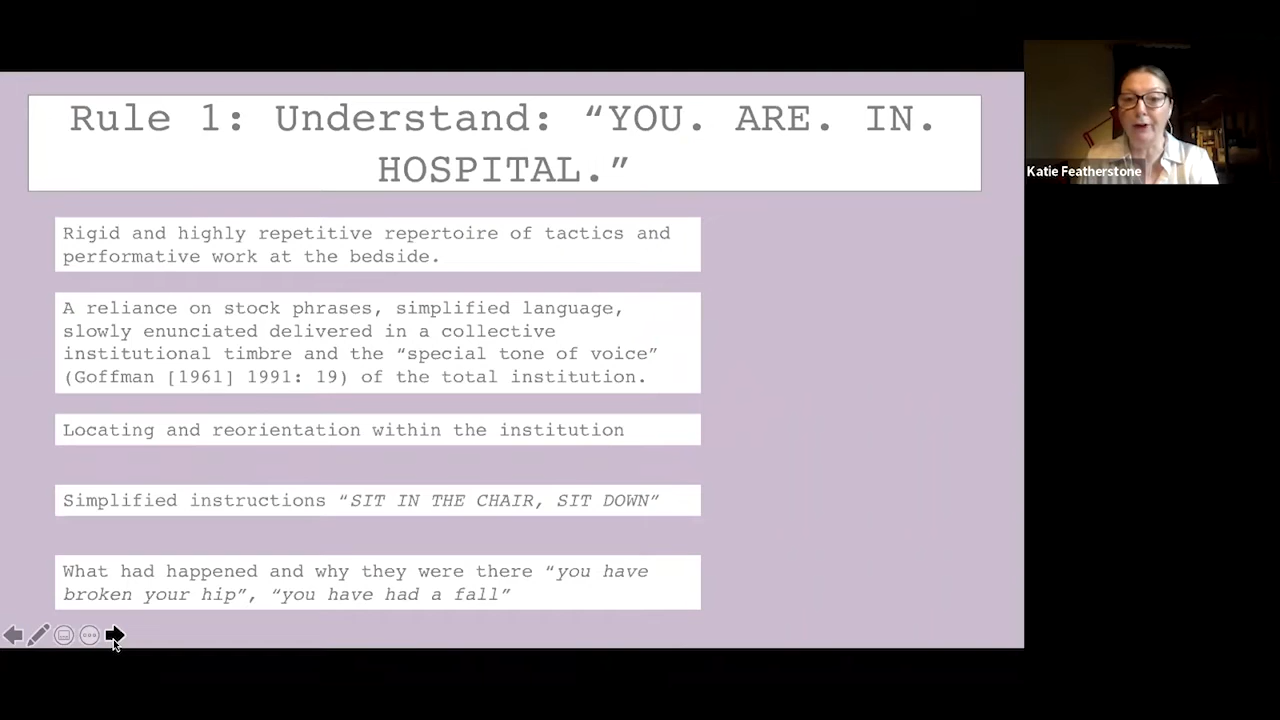 Rule 1: Understand: “YOU. ARE. IN.
HOSPITAL.”
Rigid and highly repetitive repertoire of tactics and
performative work at the bedside.
A reliance on stock phrases, simplified language,
slowly enunciated delivered in a collective
institutional timbre and the “special tone of voice”
(Goffman [1961] 1991: 19) of the total institution.
Locating and reorientation within the institution
Simplified instructions “SIT IN THE CHAIR, SIT DOWN”
What had happened and why they were there “you have
broken your hip”, “you have had a fall”
Katie Featherstone